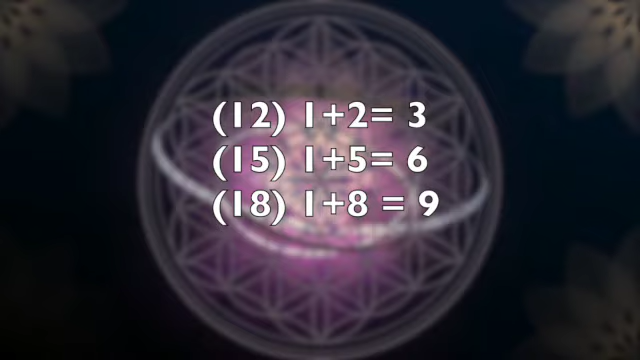 (12) 1+2= 3
(15) 1+5= 6
(18) 1+8 = 9